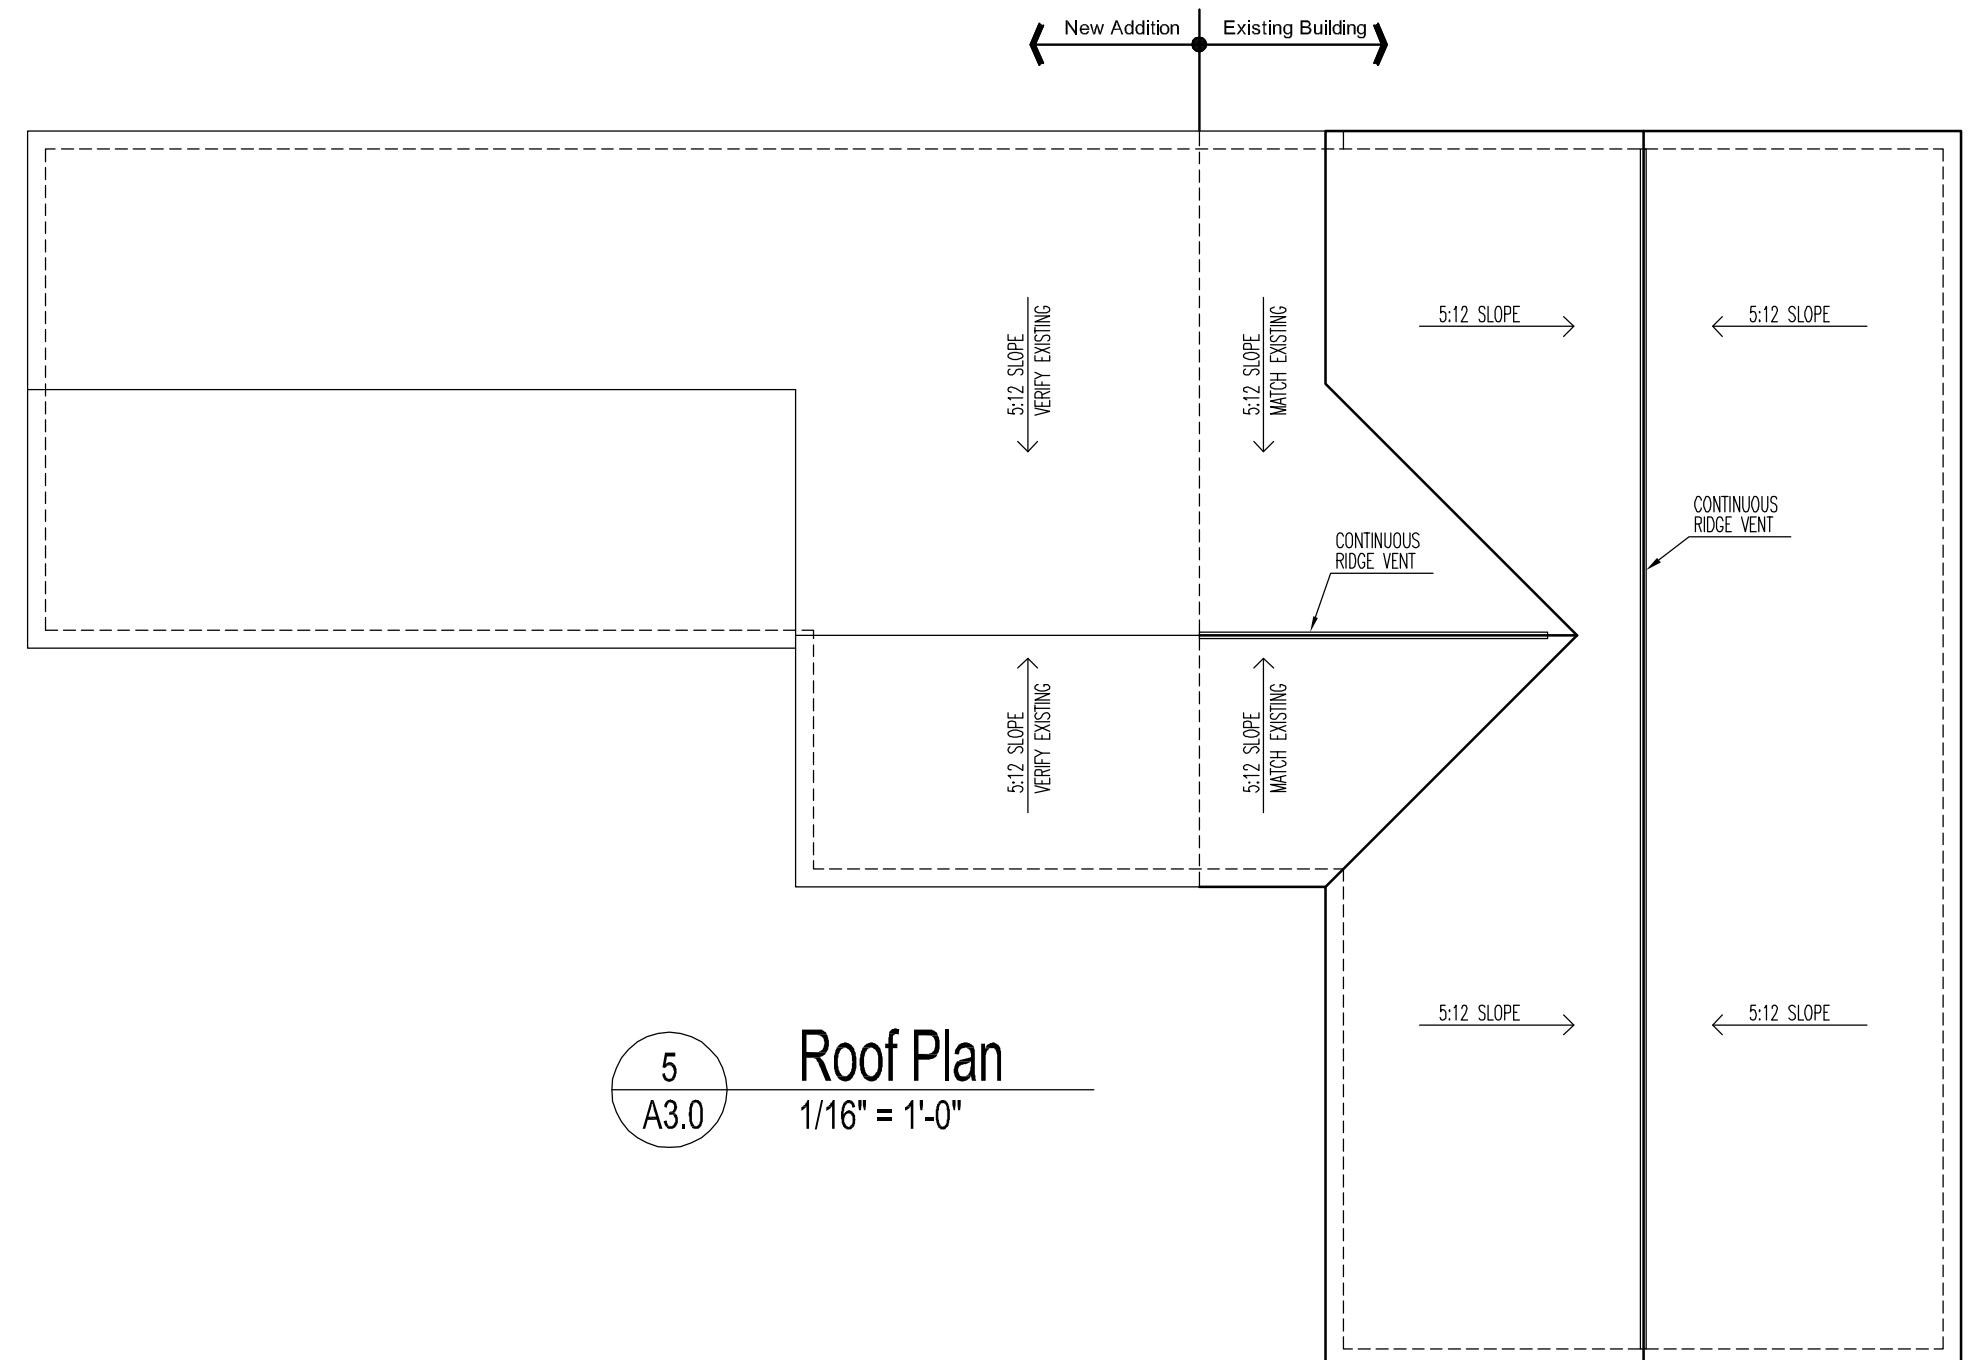 New Addition
Existing Building
5:12 SLOPE
VERIFY EXISTING
5:12 SLOPE
MATCH EXISTING
5:12 SLOPE
5:12 SLOPE
CONTINUOUS
RIDGE VENT
CONTINUOUS
RIDGE VENT
5:12 SLOPE
VERIFY EXISTING
5:12 SLOPE
MATCH EXISTING
5:12 SLOPE
5:12 SLOPE
5
A3.0
Roof Plan
1/16" = 1'-0"